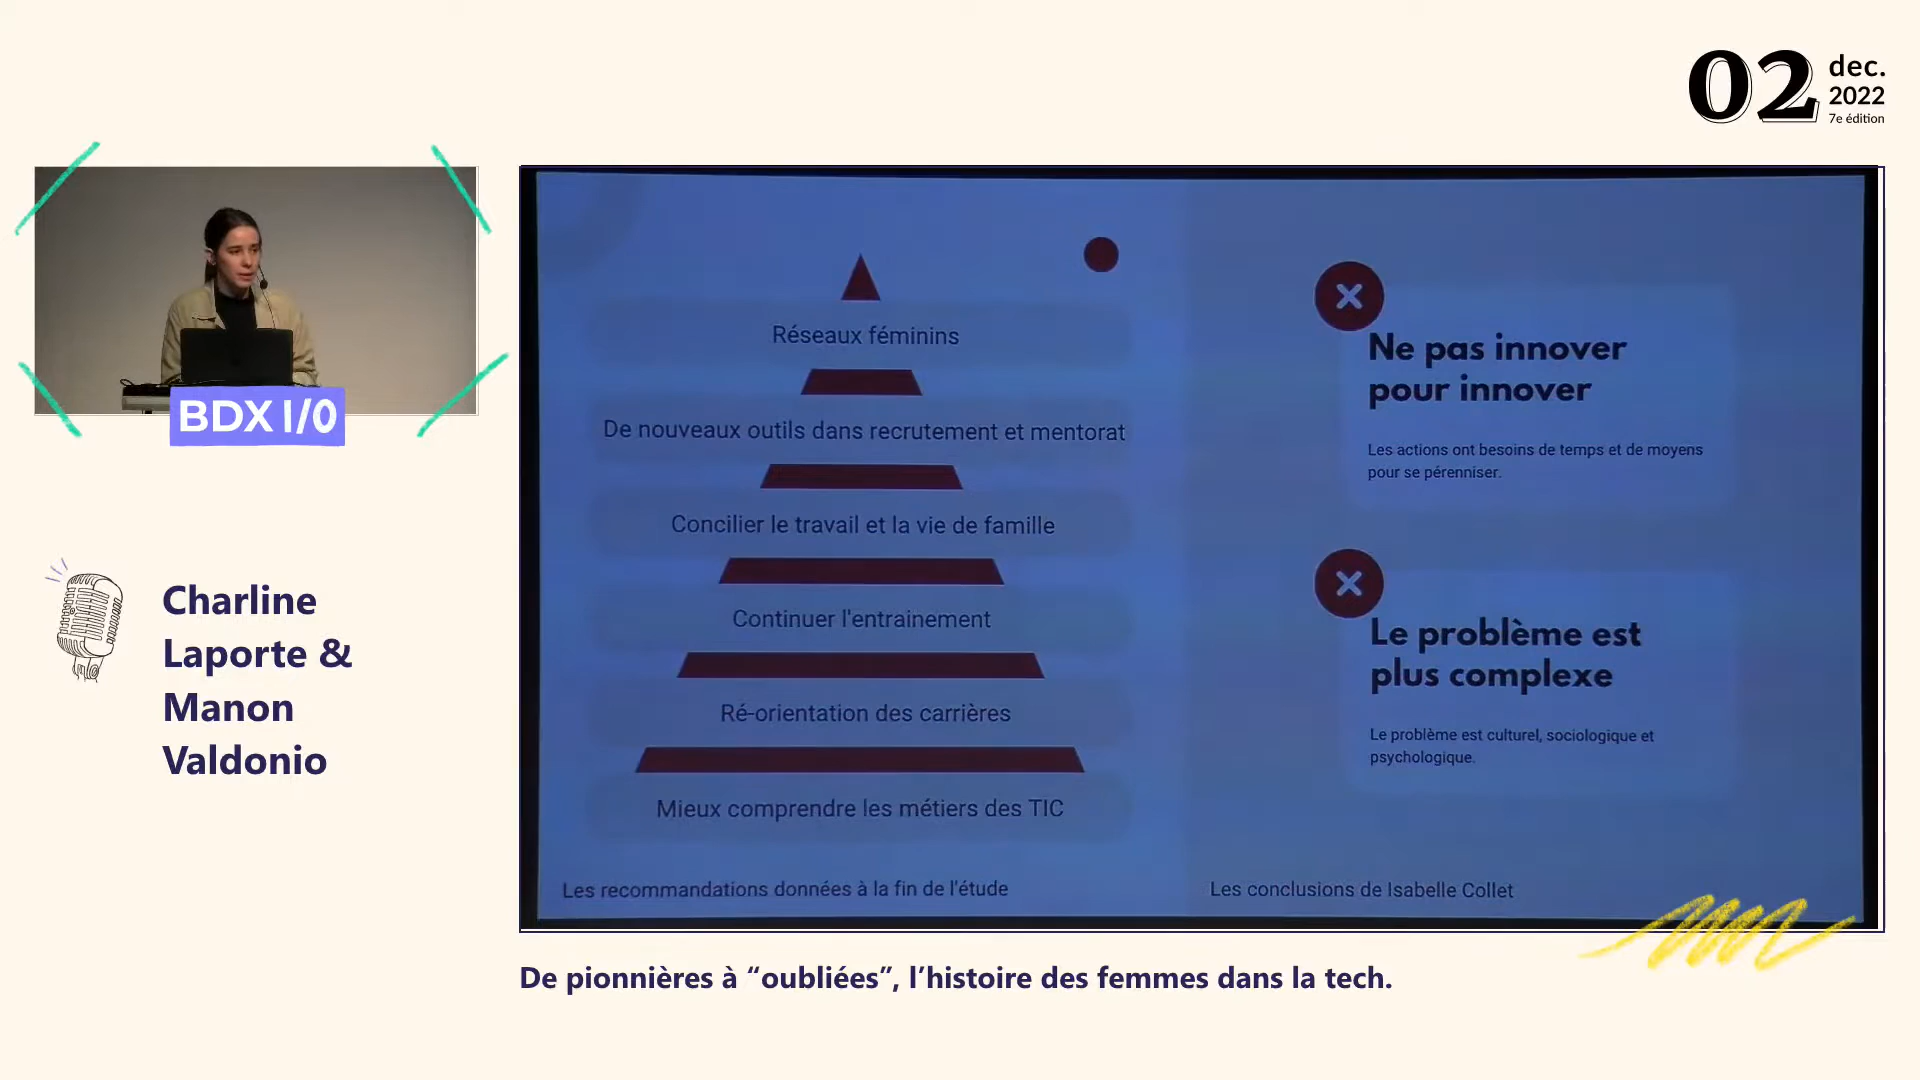 02
dec.
2022
7e édition
BDX I/O
Charline
Laporte &
Manon
Valdonio
Réseaux féminins
De nouveaux outils dans recrutement et mentorat
Concilier le travail et la vie de famille
Continuer l'entrainement
Ré-orientation des carrières
Mieux comprendre les métiers des TIC
Les recommandations données à la fin de l'étude
Ne pas innover
pour innover
Les actions ont besoins de temps et de moyens
pour se pérenniser.
Le problème est
plus complexe
Le problème est culturel, sociologique et
psychologique.
Les conclusions de Isabelle Collet
De pionnières à “oubliées”, l’histoire des femmes dans la tech.